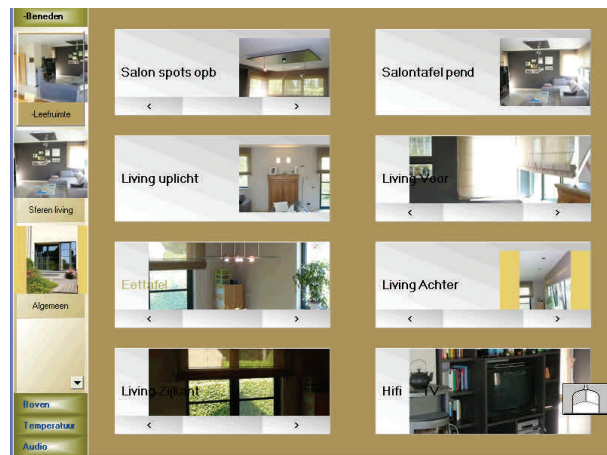 -Beneden
-Leefruimte
Sferen living
Algemeen
Boven
Temperatuur
Audio
Salon spots opb
Salontafel pend
< >
Living uplicht
Living Voor
< >
Eettafel
Living Achter
< >
< >
Living Zijkant
Hifi TV
< >